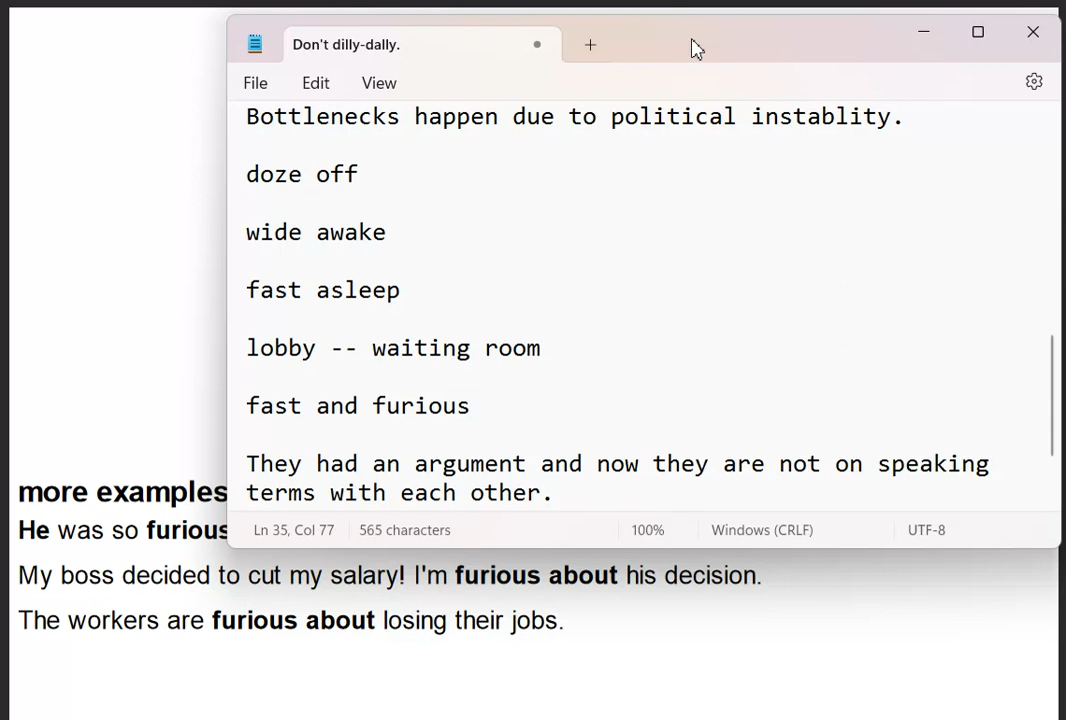 Don't dilly-dally.
File Edit View
Bottlenecks happen due to political instablity.
doze off
wide awake
fast asleep
lobby -- waiting room
fast and furious
They had an argument and now they are not on speaking
terms with each other.
Ln 35, Col 77 565 characters 100% Windows (CRLF) UTF-8
more examples
He was so furious
My boss decided to cut my salary! I'm furious about his decision.
The workers are furious about losing their jobs.